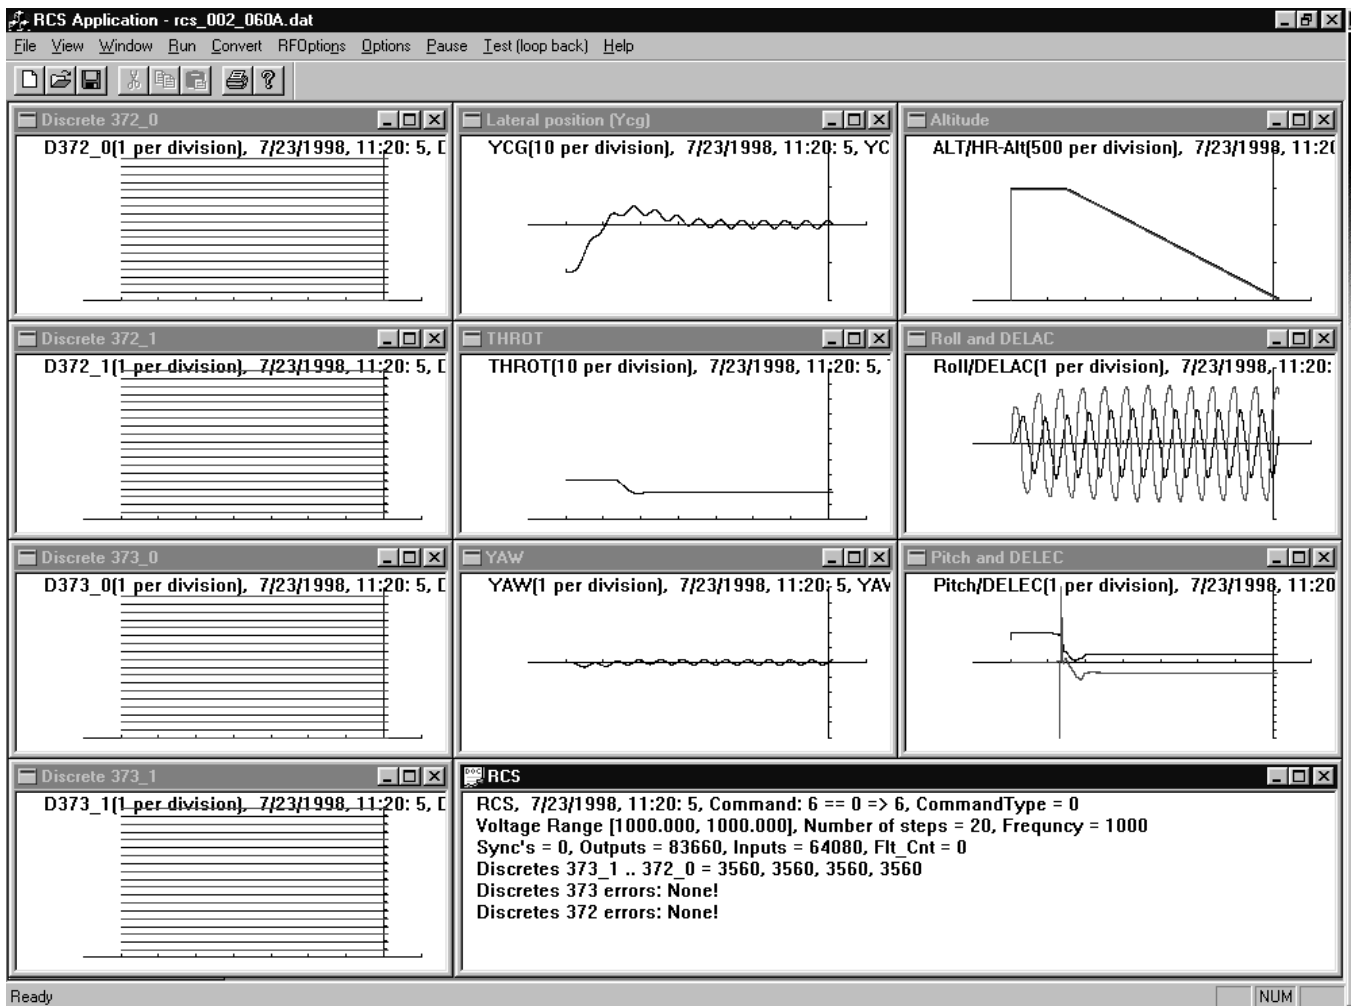 RCS Application - rcs_002_060A.dat
File View Window Run Convert RFOptions Options Pause Test (loop back) Help
Discrete 372_0
D372_0(1 per division), 7/23/1998, 11:20: 5, D
Lateral position (Ycg)
YCG(10 per division), 7/23/1998, 11:20: 5, YC
Altitude
ALT/HR-Alt(500 per division), 7/23/1998, 11:20
Discrete 372_1
D372_1(1 per division), 7/23/1998, 11:20: 5, D
THROT
THROT(10 per division), 7/23/1998, 11:20: 5,
Roll and DELAC
Roll/DELAC(1 per division), 7/23/1998, 11:20:
Discrete 373_0
D373_0(1 per division), 7/23/1998, 11:20: 5, D
YAW
YAW(1 per division), 7/23/1998, 11:20: 5, YAW
Pitch and DELEC
Pitch/DELEC(1 per division), 7/23/1998, 11:20
Discrete 373_1
D373_1(1 per division), 7/23/1998, 11:20: 5, D
RCS
RCS, 7/23/1998, 11:20: 5, Command: 6 == 0 => 6, CommandType = 0
Voltage Range [1000.000, 1000.000], Number of steps = 20, Frequncy = 1000
Sync's = 0, Outputs = 83660, Inputs = 64080, Flt_Cnt = 0
Discretes 373_1 .. 372_0 = 3560, 3560, 3560, 3560
Discretes 373 errors: None!
Discretes 372 errors: None!
Ready
NUM